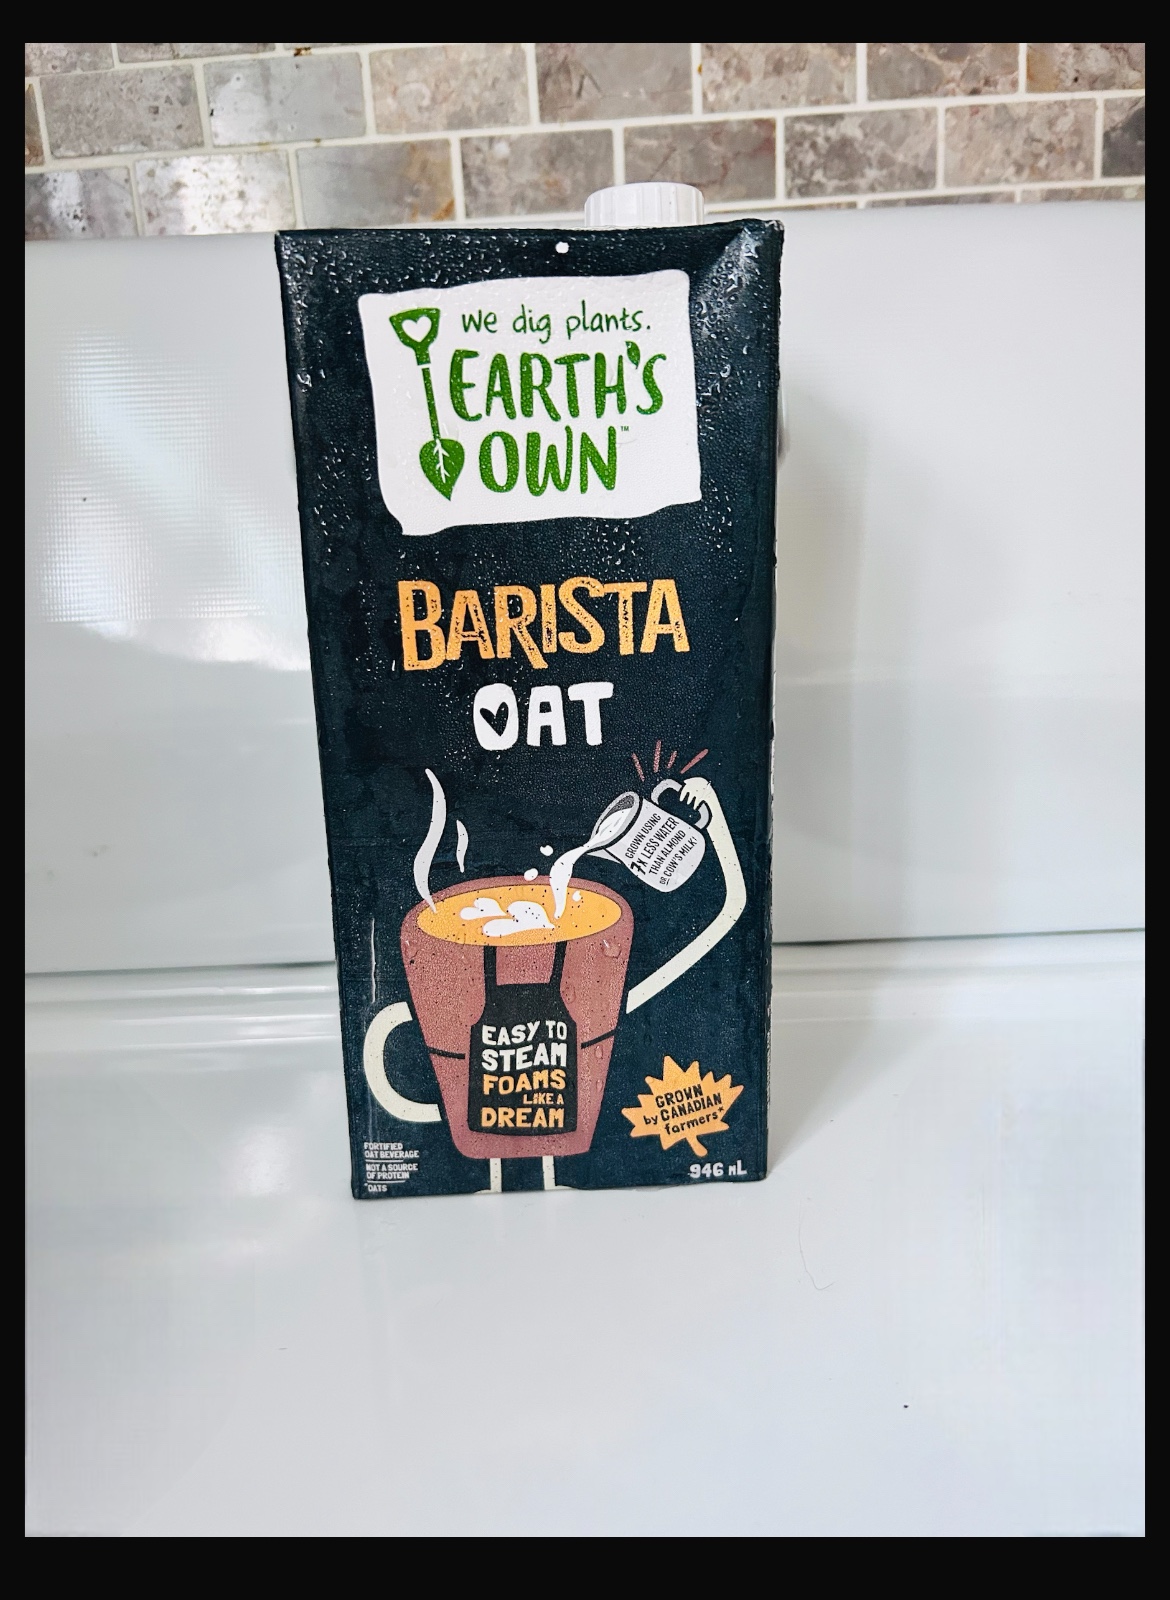 we dig plants.
EARTH'S
OWN™
BARISTA
OAT
GROWN USING
7X LESS WATER
THAN ALMOND
OR COW'S MILK!
EASY TO
STEAM
FOAMS
LIKE A
DREAM
GROWN
by CANADIAN
farmers*
FORTIFIED
OAT BEVERAGE
NOT A SOURCE
OF PROTEIN
*OATS
946 mL